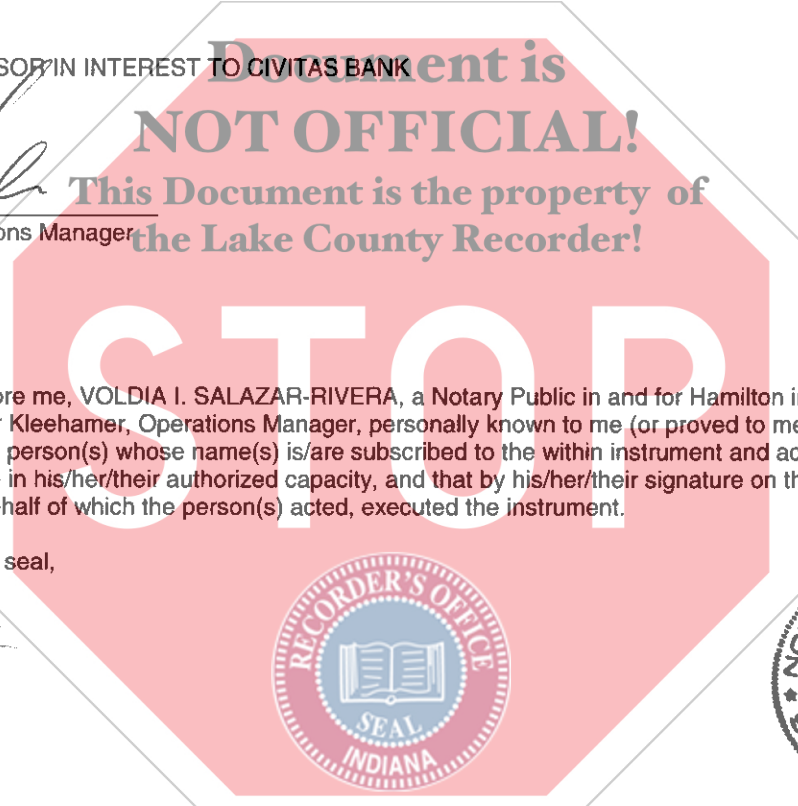 SOR IN INTEREST TO CIVITAS BANK
Document is
NOT OFFICIAL!
This Document is the property of
ons Manager
the Lake County Recorder!
STOP
ore me, VOLDIA I. SALAZAR-RIVERA, a Notary Public in and for Hamilton i
Kleehamer, Operations Manager, personally known to me (or proved to me
person(s) whose name(s) is/are subscribed to the within instrument and ac
in his/her/their authorized capacity, and that by his/her/their signature on th
half of which the person(s) acted, executed the instrument.
seal,
RECORDER'S OFFICE
SEAL
INDIANA
NO